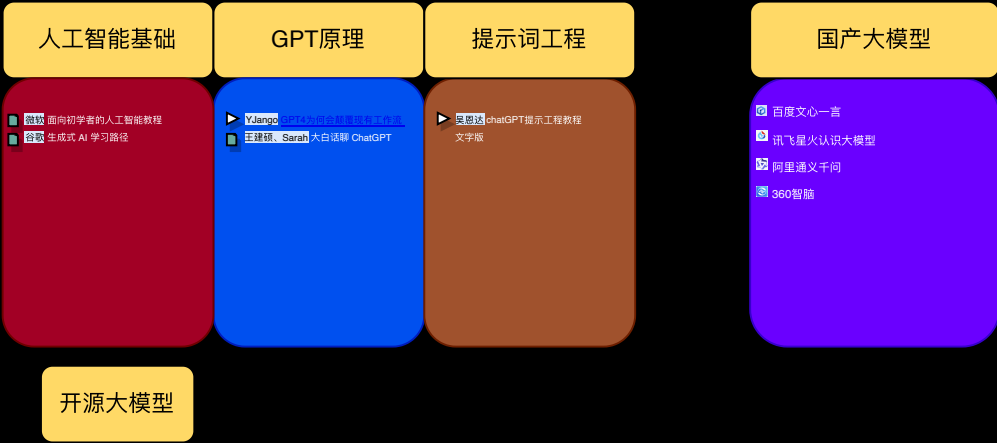 人工智能基础
GPT原理
提示词工程
国产大模型
微软 面向初学者的人工智能教程
谷歌 生成式 AI 学习路径
YJango GPT4为何会颠覆现有工作流
王建硕、Sarah 大白话聊 ChatGPT
吴恩达 chatGPT提示工程教程
文字版
百度文心一言
讯飞星火认识大模型
阿里通义千问
360智脑
开源大模型